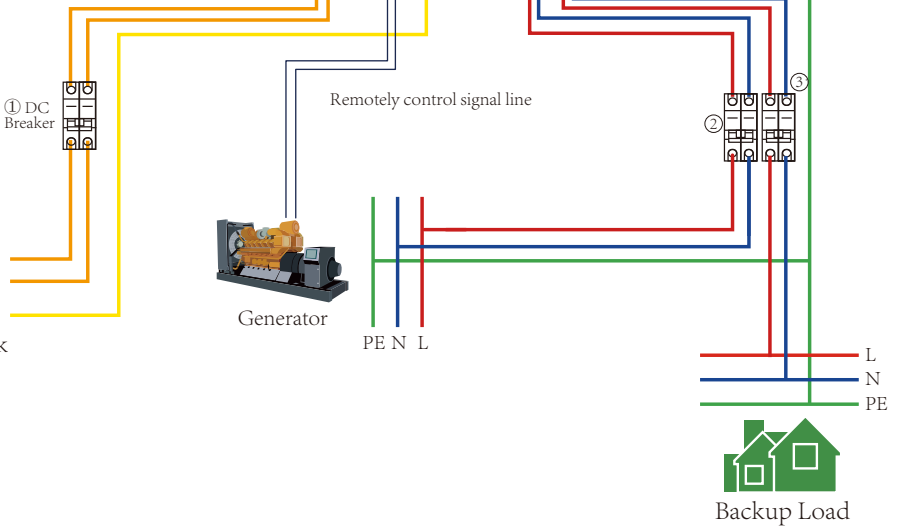 ③
① DC
Breaker
Remotely control signal line
②
Generator
PE N L
k
L
N
PE
Backup Load